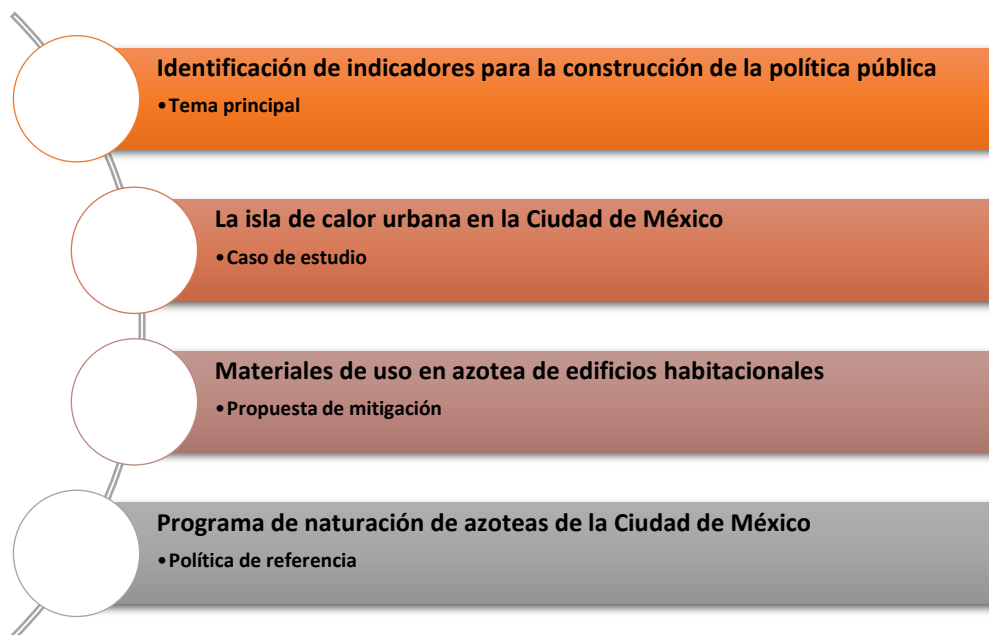 Identificación de indicadores para la construcción de la política pública
•Tema principal
La isla de calor urbana en la Ciudad de México
•Caso de estudio
Materiales de uso en azotea de edificios habitacionales
•Propuesta de mitigación
Programa de naturación de azoteas de la Ciudad de México
•Política de referencia